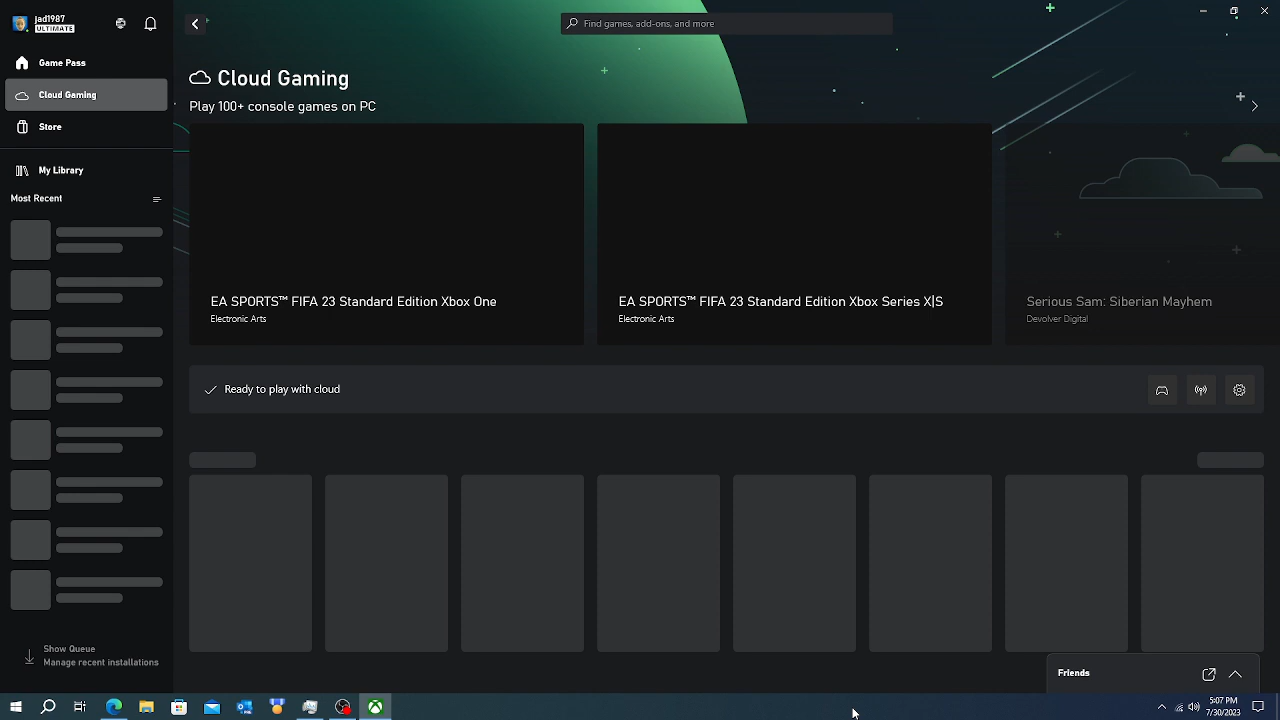 jad1987
ULTIMATE
Find games, add-ons, and more
Game Pass
Cloud Gaming
Store
My Library
Most Recent
Show Queue
Manage recent installations
Cloud Gaming
Play 100+ console games on PC
EA SPORTS™ FIFA 23 Standard Edition Xbox One
Electronic Arts
EA SPORTS™ FIFA 23 Standard Edition Xbox Series X|S
Electronic Arts
Serious Sam: Siberian Mayhem
Devolver Digital
Ready to play with cloud
Friends
5:07 PM
7/30/2023